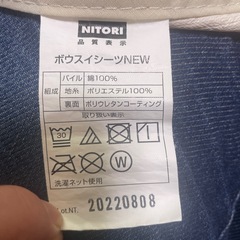 NITORI
品質表示
ボウスイシーツNEW
組成
パイル 綿100%
地糸 ポリエステル100%
裏面 ポリウレタンコーティング
取り扱い表示
30
W
洗濯ネット使用
Lot.NT. 20220808